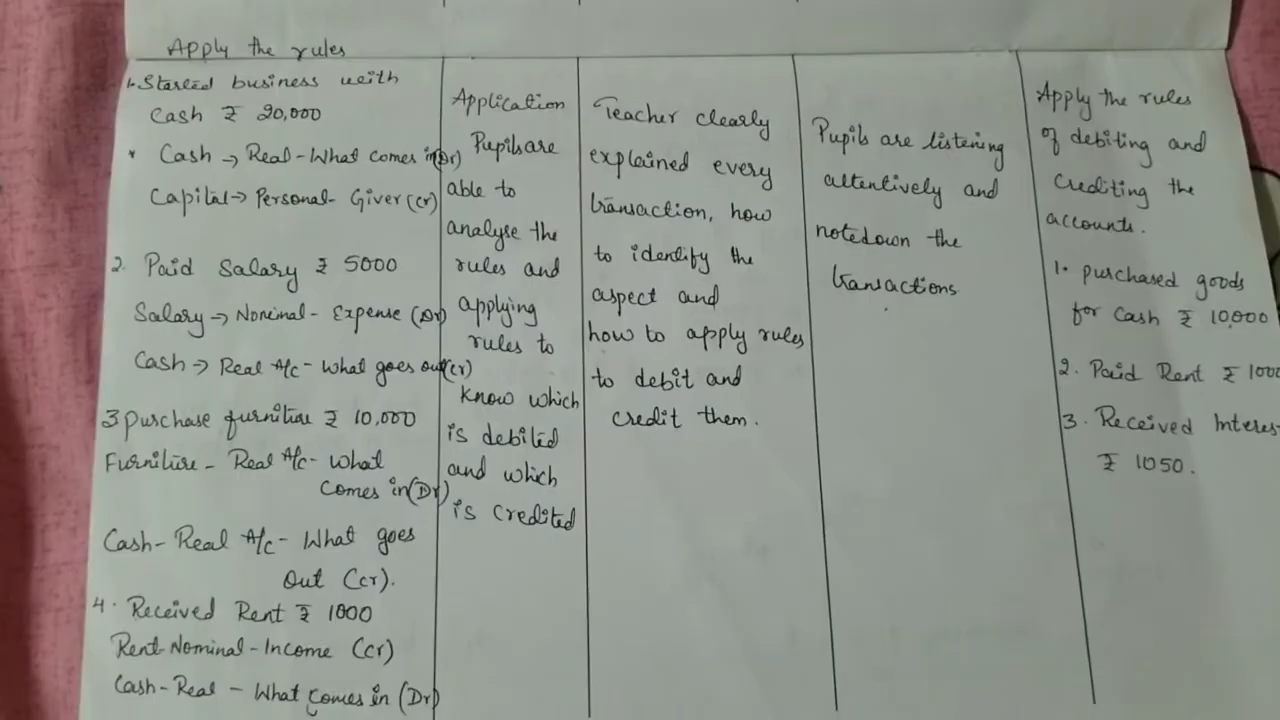 Apply the rules
1. Started business with
Cash ₹ 20,000
* Cash → Real - What comes in (Dr)
Capital → Personal - Giver (cr)
2. Paid Salary ₹ 5000
Salary → Nominal - Expense (Dr)
Cash → Real A/c - What goes out (cr)
3 purchase furniture ₹ 10,000
Furniture - Real A/c - What
Comes in (Dr)
Cash - Real A/c - What goes
Out (cr).
4. Received Rent ₹ 1000
Rent-Nominal - Income (cr)
Cash - Real - What comes in (Dr)
Application
Pupils are
able to
analyse the
rules and
applying
rules to
know which
is debited
and which
is credited
Teacher clearly
explained every
transaction, how
to identify the
aspect and
how to apply rules
to debit and
credit them.
Pupils are listening
attentively and
notedown the
transactions
Apply the rules
of debiting and
Crediting the
accounts.
1. purchased goods
for Cash ₹ 10,000
2. Paid Rent ₹ 1000
3. Received Interes
₹ 1050.